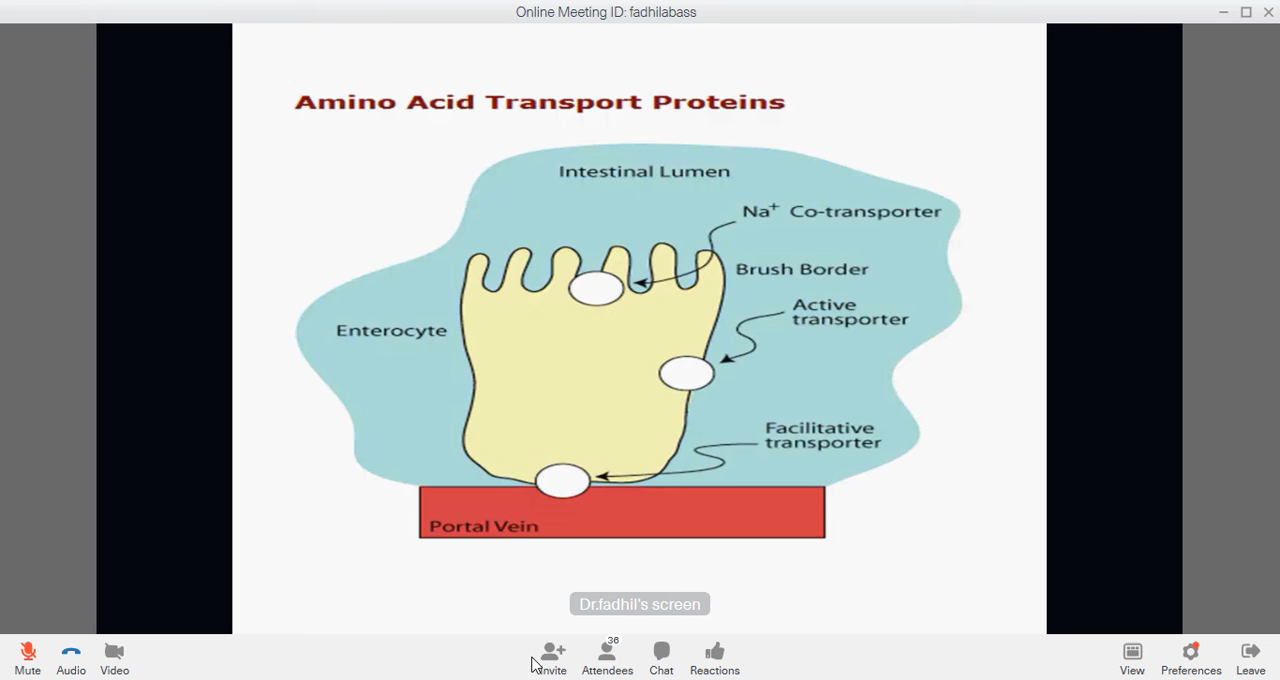 Online Meeting ID: fadhilabass
Amino Acid Transport Proteins
Intestinal Lumen
Na+ Co-transporter
Brush Border
Active
transporter
Enterocyte
Facilitative
transporter
Portal Vein
Dr.fadhil's screen
36
Mute Audio Video Invite Attendees Chat Reactions View Preferences Leave